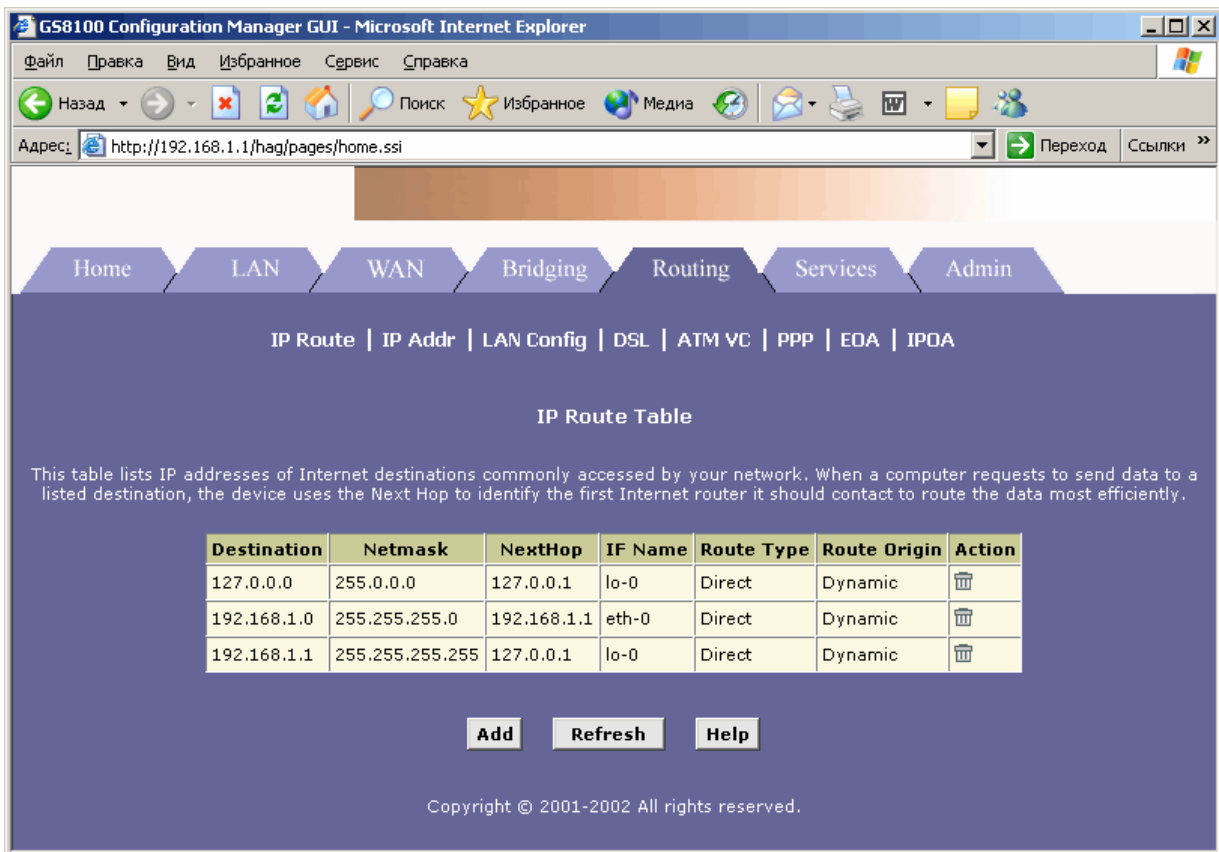 GS8100 Configuration Manager GUI - Microsoft Internet Explorer
Файл Правка Вид Избранное Сервис Справка
Назад Поиск Избранное Медиа
Адрес: http://192.168.1.1/hag/pages/home.ssi Переход Ссылки »
Home LAN WAN Bridging Routing Services Admin
IP Route | IP Addr | LAN Config | DSL | ATM VC | PPP | EOA | IPOA
IP Route Table
This table lists IP addresses of Internet destinations commonly accessed by your network. When a computer requests to send data to a
listed destination, the device uses the Next Hop to identify the first Internet router it should contact to route the data most efficiently.
Destination Netmask NextHop IF Name Route Type Route Origin Action
127.0.0.0 255.0.0.0 127.0.0.1 lo-0 Direct Dynamic
192.168.1.0 255.255.255.0 192.168.1.1 eth-0 Direct Dynamic
192.168.1.1 255.255.255.255 127.0.0.1 lo-0 Direct Dynamic
Add Refresh Help
Copyright © 2001-2002 All rights reserved.